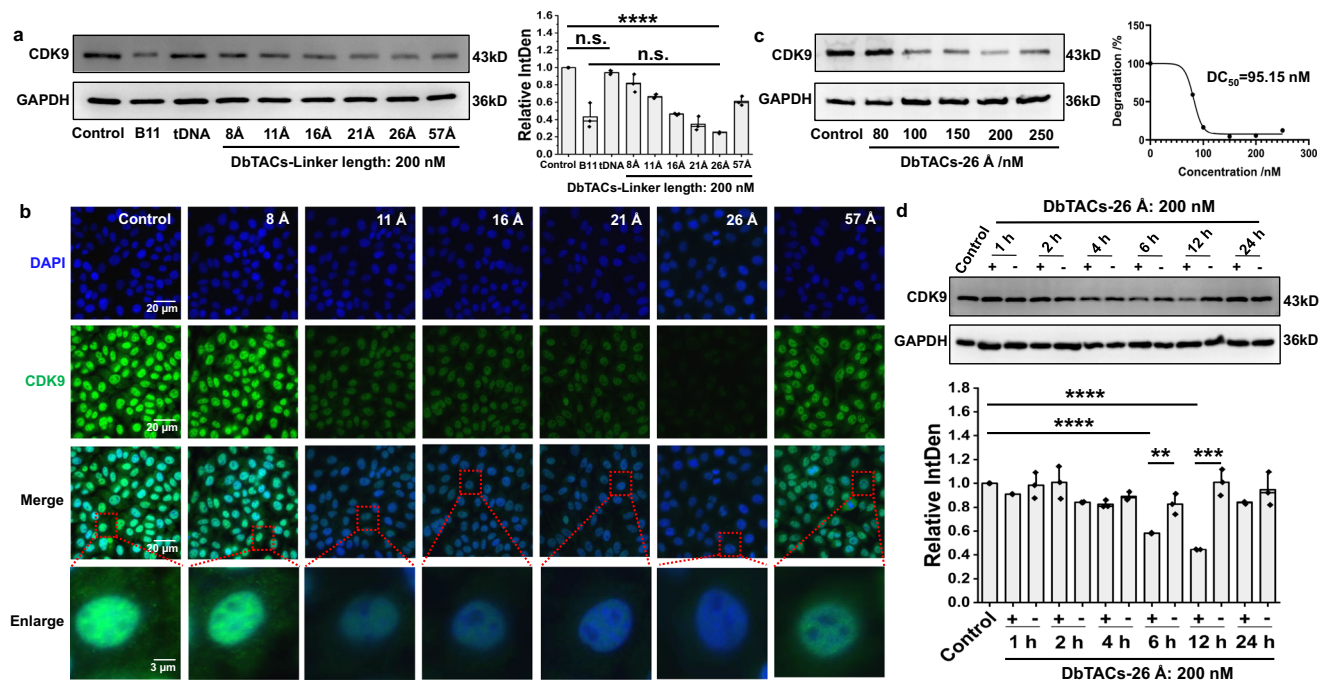 a
CDK9
43kD
GAPDH
36kD
Control B11 tDNA 8Å 11Å 16Å 21Å 26Å 57Å
DbTACs-Linker length: 200 nM
Relative IntDen
1.6
1.4
1.2
1.0
0.8
0.6
0.4
0.2
0.0
****
n.s.
n.s.
Control B11 tDNA 8Å 11Å 16Å 21Å 26Å 57Å
DbTACs-Linker length: 200 nM
c
CDK9
43kD
GAPDH
36kD
Control 80 100 150 200 250
DbTACs-26 Å /nM
Degradation /%
100
50
0
DC50=95.15 nM
0 100 200 300
Concentration /nM
b
Control 8 Å 11 Å 16 Å 21 Å 26 Å 57 Å
DAPI
20 μm
CDK9
20 μm
Merge
20 μm
Enlarge
3 μm
d
DbTACs-26 Å: 200 nM
Control 1 h 2 h 4 h 6 h 12 h 24 h
+ - + - + - + - + - + -
CDK9
43kD
GAPDH
36kD
Relative IntDen
1.8
1.6
1.4
1.2
1.0
0.8
0.6
0.4
0.2
0.0
****
****
** ***
+ - + - + - + - + - + -
Control 1 h 2 h 4 h 6 h 12 h 24 h
DbTACs-26 Å: 200 nM